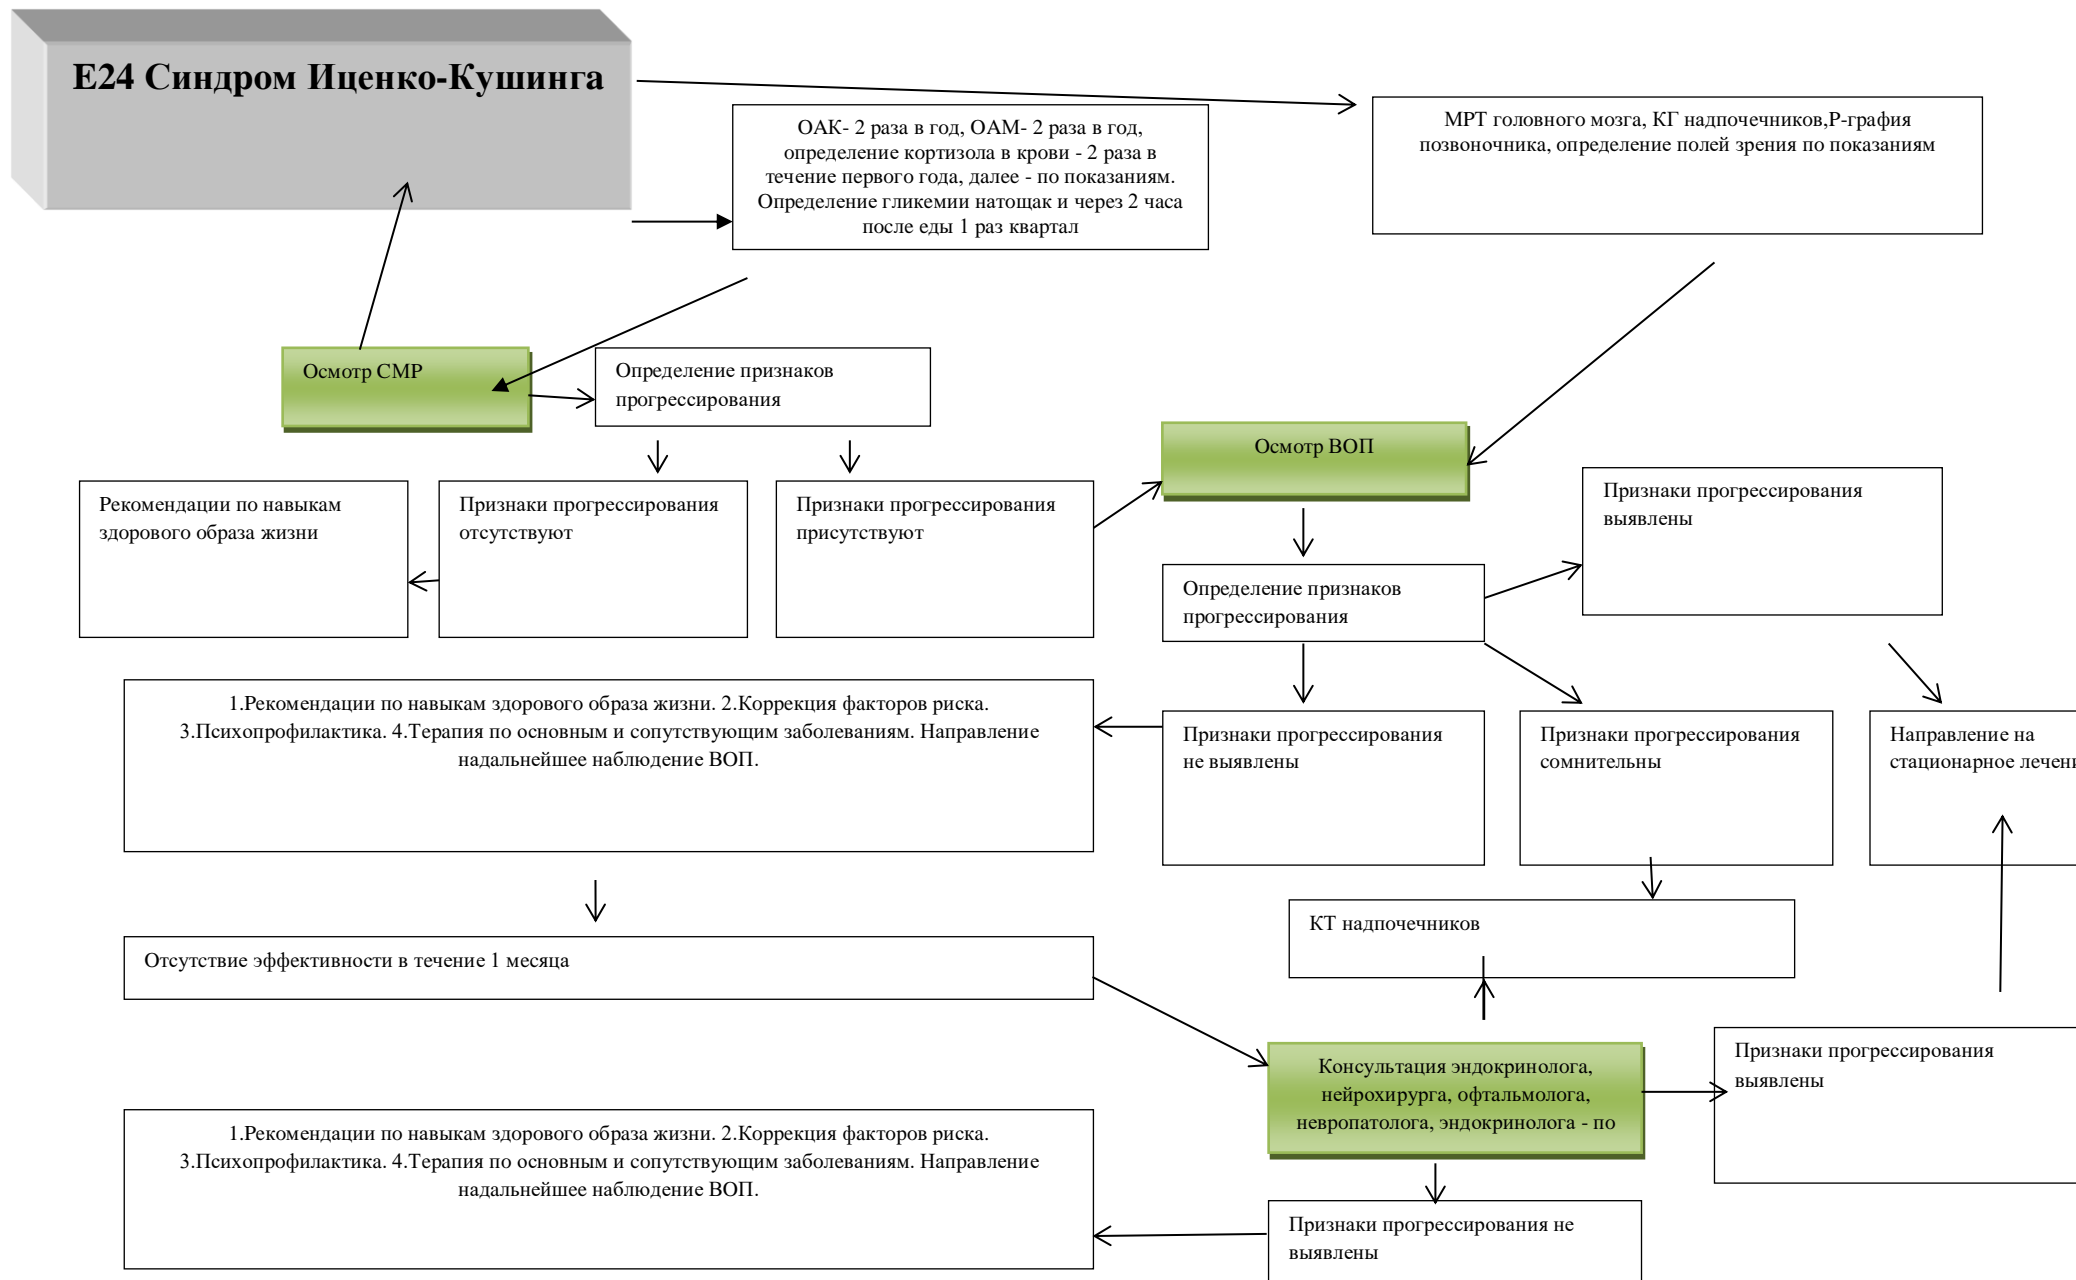 Е24 Синдром Иценко-Кушинга
ОАК- 2 раза в год, ОАМ- 2 раза в год,
определение кортизола в крови - 2 раза в
течение первого года, далее - по показаниям.
Определение гликемии натощак и через 2 часа
после еды 1 раз квартал
МРТ головного мозга, КГ надпочечников,Р-графия
позвоночника, определение полей зрения по показаниям
Осмотр СМР
Определение признаков
прогрессирования
Осмотр ВОП
Рекомендации по навыкам
здорового образа жизни
Признаки прогрессирования
отсутствуют
Признаки прогрессирования
присутствуют
Признаки прогрессирования
выявлены
Определение признаков
прогрессирования
1.Рекомендации по навыкам здорового образа жизни. 2.Коррекция факторов риска.
3.Психопрофилактика. 4.Терапия по основным и сопутствующим заболеваниям. Направление
надальнейшее наблюдение ВОП.
Признаки прогрессирования
не выявлены
Признаки прогрессирования
сомнительны
Направление на
стационарное лечени
КТ надпочечников
Отсутствие эффективности в течение 1 месяца
Консультация эндокринолога,
нейрохирурга, офтальмолога,
невропатолога, эндокринолога - по
Признаки прогрессирования
выявлены
1.Рекомендации по навыкам здорового образа жизни. 2.Коррекция факторов риска.
3.Психопрофилактика. 4.Терапия по основным и сопутствующим заболеваниям. Направление
надальнейшее наблюдение ВОП.
Признаки прогрессирования не
выявлены